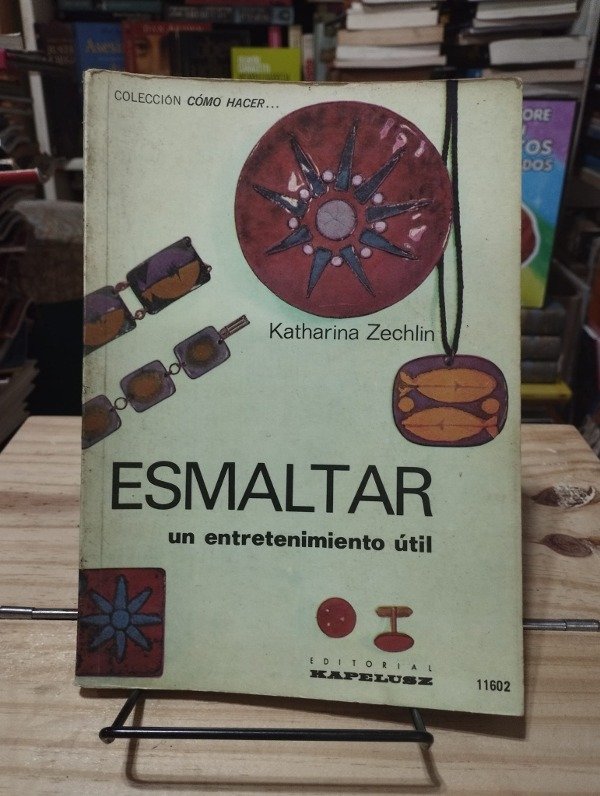 COLECCIÓN CÓMO HACER...
Katharina Zechlin
ESMALTAR
un entretenimiento útil
EDITORIAL
KAPELUSZ
11602